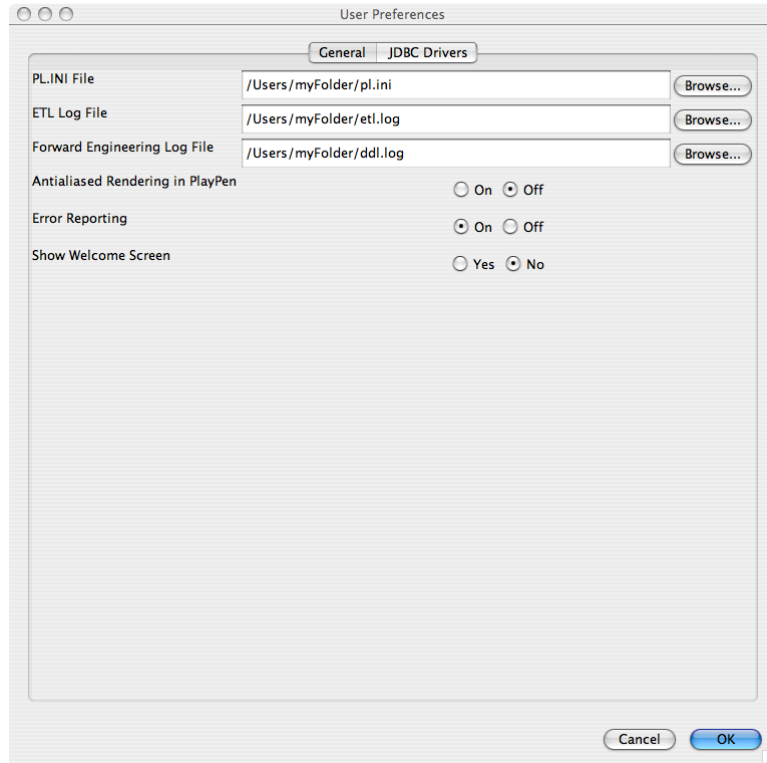 User Preferences
General JDBC Drivers
PL.INI File /Users/myFolder/pl.ini Browse...
ETL Log File /Users/myFolder/etl.log Browse...
Forward Engineering Log File /Users/myFolder/ddl.log Browse...
Antialiased Rendering in PlayPen On Off
Error Reporting On Off
Show Welcome Screen Yes No
Cancel OK